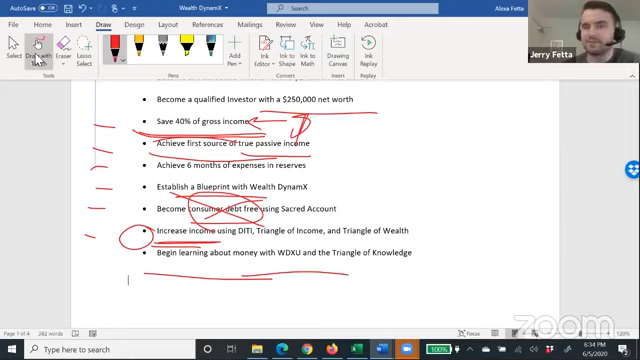 AutoSave Off
Wealth DynamX
Alexa Fetta
File Home Insert Draw Design Layout References Mailings Review View Help Acrobat
Select Draw with Touch Eraser Lasso Select Add Pen Ink Editor Ink to Math Drawing Canvas Ink Replay
Tools Pens
Jerry Fetta
Become a qualified Investor with a $250,000 net worth
Save 40% of gross income
Achieve first source of true passive income
Achieve 6 months of expenses in reserves
Establish a Blueprint with Wealth DynamX
Become consumer debt free using Sacred Account
Increase income using DITI, Triangle of Income, and Triangle of Wealth
Begin learning about money with WDXU and the Triangle of Knowledge
Page 1 of 4 382 words
Focus
zoom
Type here to search
100%
6:34 PM
6/5/2020